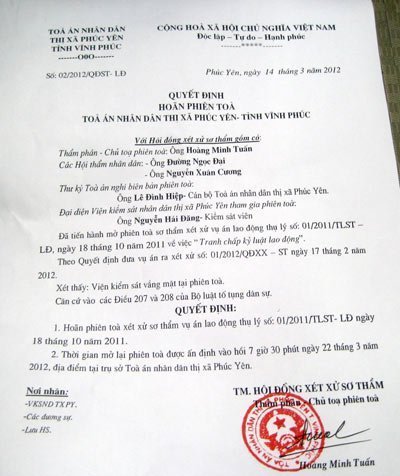 TOÀ ÁN NHÂN DÂN
THỊ XÃ PHÚC YÊN
TỈNH VĨNH PHÚC
-------O0O-------
Số: 02/2012/QĐST- LĐ
CỘNG HOÀ XÃ HỘI CHỦ NGHĨA VIỆT NAM
Độc lập – Tự do – Hạnh phúc
-------*****-------
Phúc Yên, ngày 14 tháng 3 năm 2012
QUYẾT ĐỊNH
HOÃN PHIÊN TOÀ
TOÀ ÁN NHÂN DÂN THỊ XÃ PHÚC YÊN- TỈNH VĨNH PHÚC
Với Hội đồng xét xử sơ thẩm gồm có:
Thẩm phán - Chủ toạ phiên toà: Ông Hoàng Minh Tuấn
Các Hội thẩm nhân dân: - Ông Đường Ngọc Đại
- Ông Nguyễn Xuân Cương
Thư ký Toà án nghi biên bản phiên toà:
Ông Lê Đình Hiệp- Cán bộ Toà án nhân dân thị xã Phúc Yên.
Đại diện Viện kiểm sát nhân dân thị xã Phúc Yên tham gia phiên toà:
Ông Nguyễn Hải Đăng- Kiểm sát viên
Đã tiến hành mở phiên toà sơ thẩm xét xử vụ án lao động thụ lý số: 01/2011/TLST–
LĐ, ngày 18 tháng 10 năm 2011 về việc " Tranh chấp kỷ luật lao động".
Theo Quyết định đưa vụ án ra xét xử số: 01/2012/QĐXX – ST ngày 17 tháng 2 năm
2012.
Xét thấy: Viện kiểm sát vắng mặt tại phiên toà.
Căn cứ vào các Điều 207 và 208 của Bộ luật tố tụng dân sự.
QUYẾT ĐỊNH:
1. Hoãn phiên toà xét xử sơ thẩm vụ án lao động thụ lý số: 01/2011/TLST- LĐ ngày
18 tháng 10 năm 2011.
2. Thời gian mở lại phiên toà được ấn định vào hồi 7 giờ 30 phút ngày 22 tháng 3 năm
2012, địa điểm tại trụ sở Toà án nhân dân thị xã Phúc Yên.
Nơi nhận:
-VKSND TXPY.
-Các đương sự.
-Lưu HS.
TM. HỘI ĐỒNG XÉT XỬ SƠ THẨM
Thẩm phán - Chủ toạ phiên toà
Hoàng Minh Tuấn